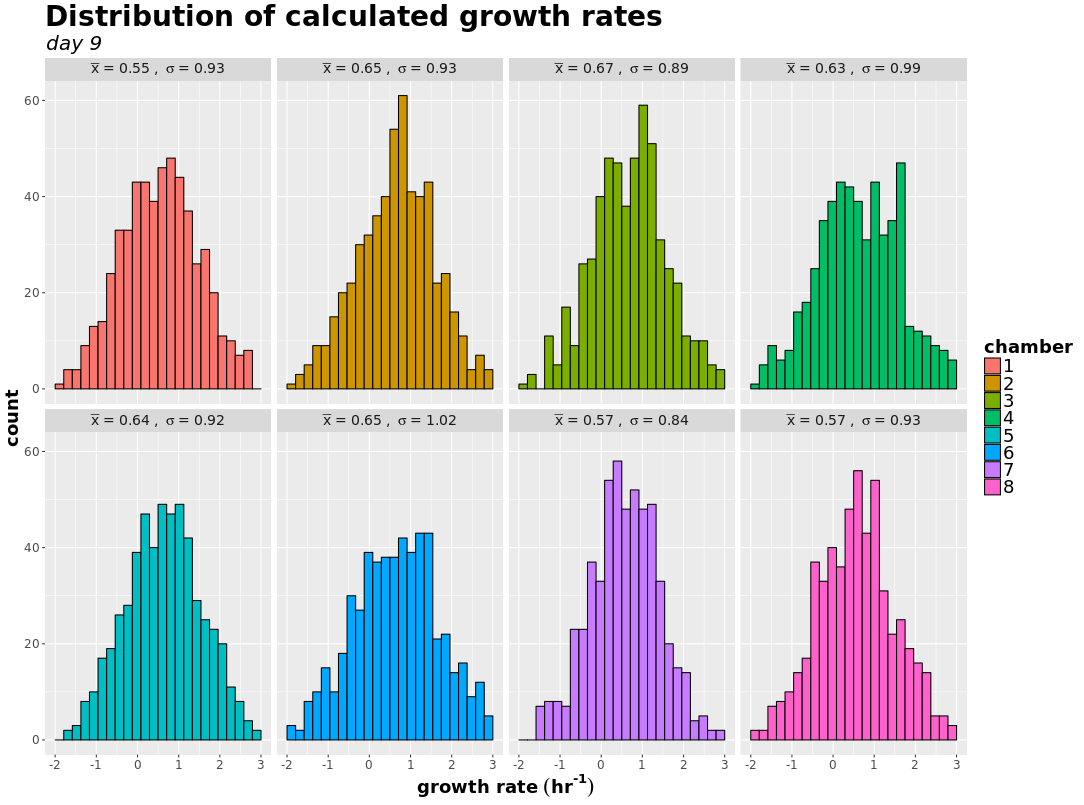 Distribution of calculated growth rates
day 9
x̅ = 0.55 , σ = 0.93
x̅ = 0.65 , σ = 0.93
x̅ = 0.67 , σ = 0.89
x̅ = 0.63 , σ = 0.99
60
40
20
0
x̅ = 0.64 , σ = 0.92
x̅ = 0.65 , σ = 1.02
x̅ = 0.57 , σ = 0.84
x̅ = 0.57 , σ = 0.93
60
40
20
0
-2 -1 0 1 2 3
-2 -1 0 1 2 3
-2 -1 0 1 2 3
-2 -1 0 1 2 3
count
growth rate (hr⁻¹)
chamber
1
2
3
4
5
6
7
8